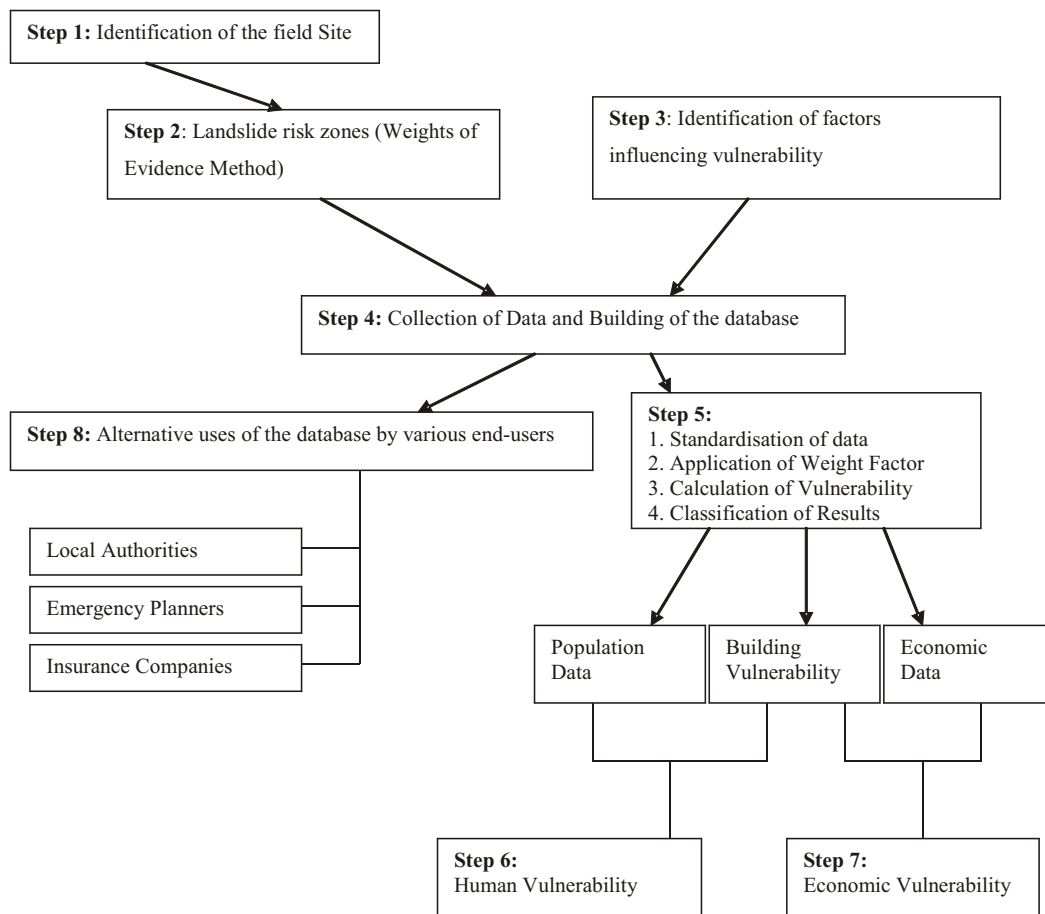 Step 1: Identification of the field Site
Step 2: Landslide risk zones (Weights of
Evidence Method)
Step 3: Identification of factors
influencing vulnerability
Step 4: Collection of Data and Building of the database
Step 8: Alternative uses of the database by various end-users
Local Authorities
Emergency Planners
Insurance Companies
Step 5:
1. Standardisation of data
2. Application of Weight Factor
3. Calculation of Vulnerability
4. Classification of Results
Population
Data
Building
Vulnerability
Economic
Data
Step 6:
Human Vulnerability
Step 7:
Economic Vulnerability